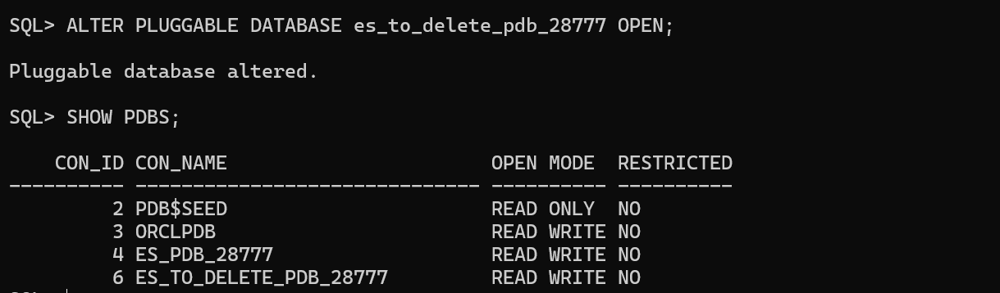 SQL> ALTER PLUGGABLE DATABASE es_to_delete_pdb_28777 OPEN;
Pluggable database altered.
SQL> SHOW PDBS;
    CON_ID CON_NAME                       OPEN MODE  RESTRICTED
---------- ------------------------------ ---------- ----------
         2 PDB$SEED                       READ ONLY  NO
         3 ORCLPDB                        READ WRITE NO
         4 ES_PDB_28777                   READ WRITE NO
         6 ES_TO_DELETE_PDB_28777         READ WRITE NO